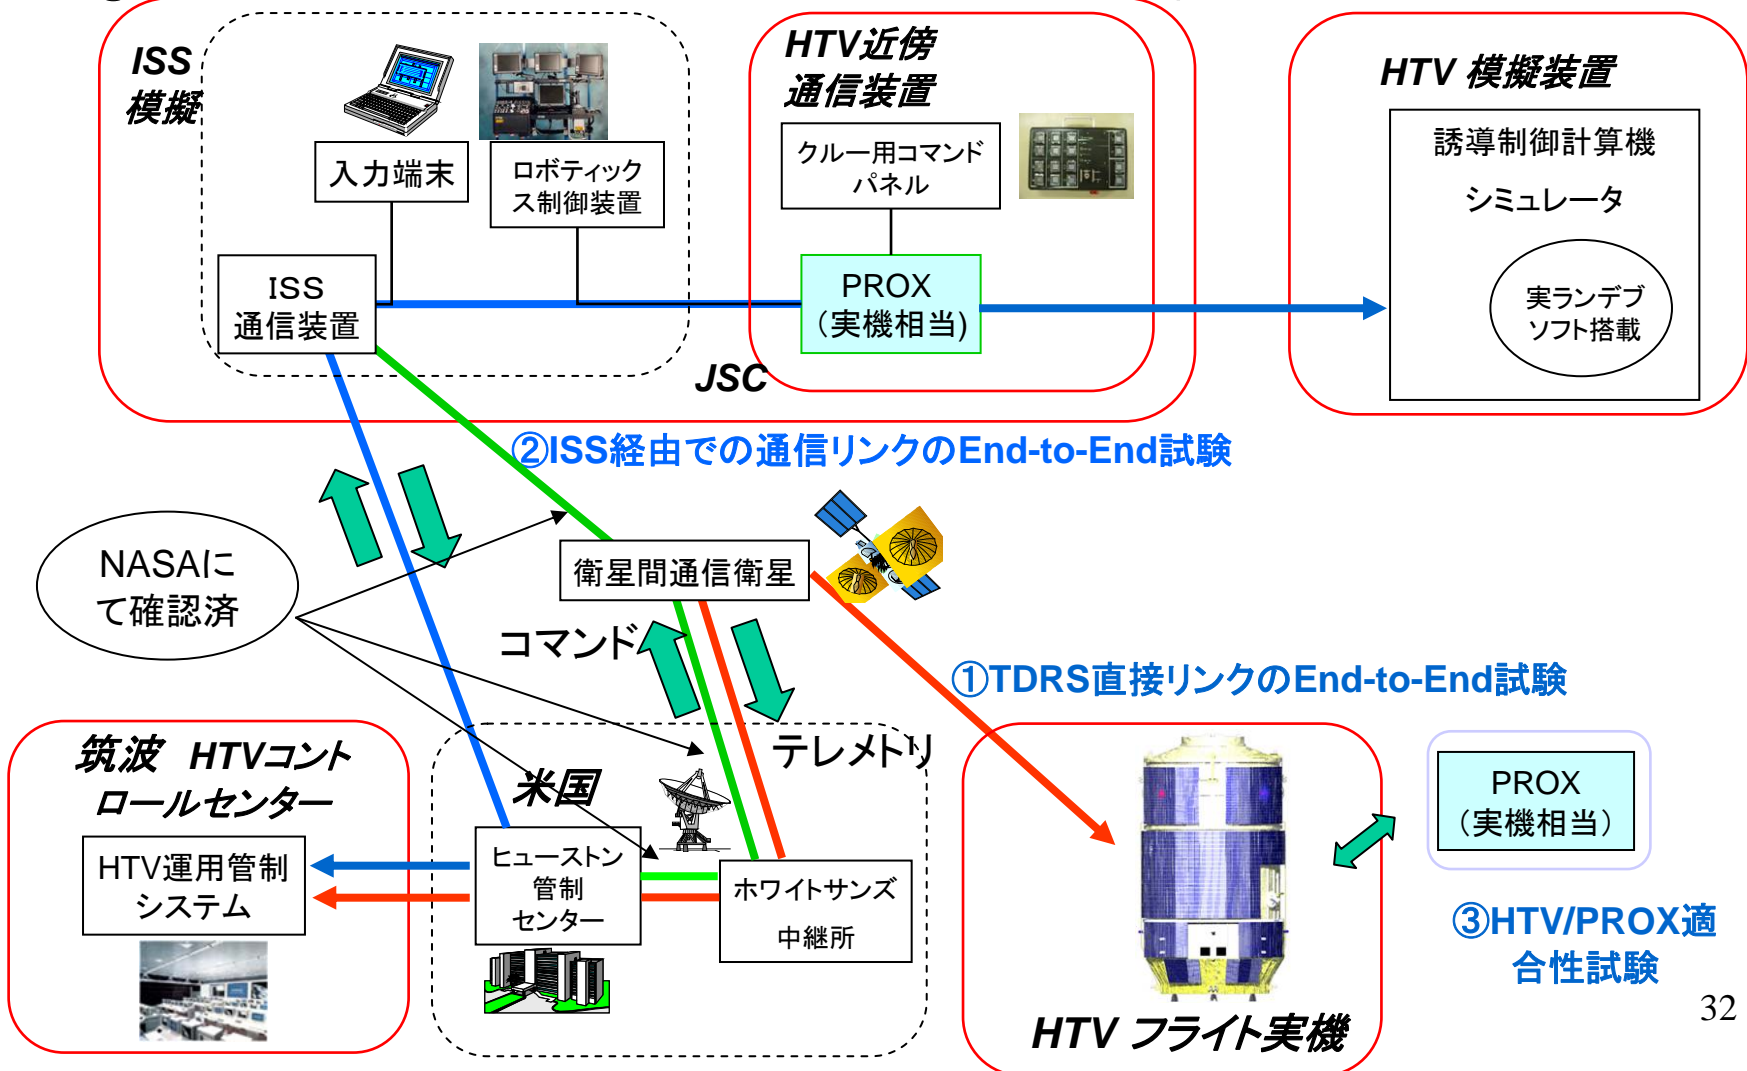 ISS
模擬
HTV近傍
通信装置
HTV 模擬装置
入力端末
ロボティック
ス制御装置
クルー用コマンド
パネル
誘導制御計算機
シミュレータ
実ランデブ
ソフト搭載
ISS
通信装置
PROX
（実機相当)
JSC
②ISS経由での通信リンクのEnd-to-End試験
NASAに
て確認済
衛星間通信衛星
コマンド
①TDRS直接リンクのEnd-to-End試験
テレメトリ
筑波 HTVコント
ロールセンター
米国
HTV運用管制
システム
ヒューストン
管制
センター
ホワイトサンズ
中継所
PROX
（実機相当）
③HTV/PROX適
合性試験
HTV フライト実機
32